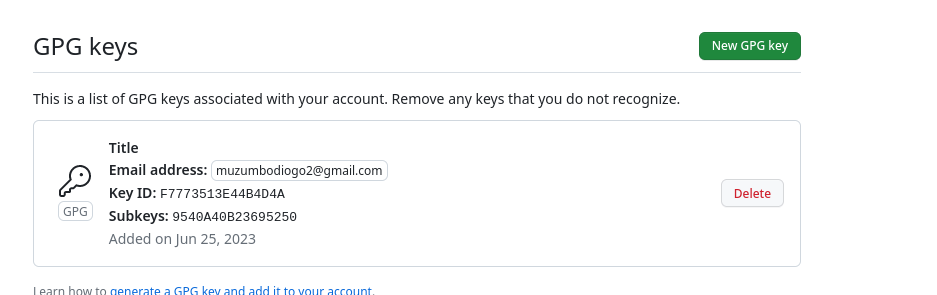 GPG keys
New GPG key
This is a list of GPG keys associated with your account. Remove any keys that you do not recognize.
Title
Email address: muzumbodiogo2@gmail.com
Key ID: F7773513E44B4D4A
GPG
Subkeys: 9540A40B23695250
Added on Jun 25, 2023
Delete
Learn how to generate a GPG key and add it to your account.